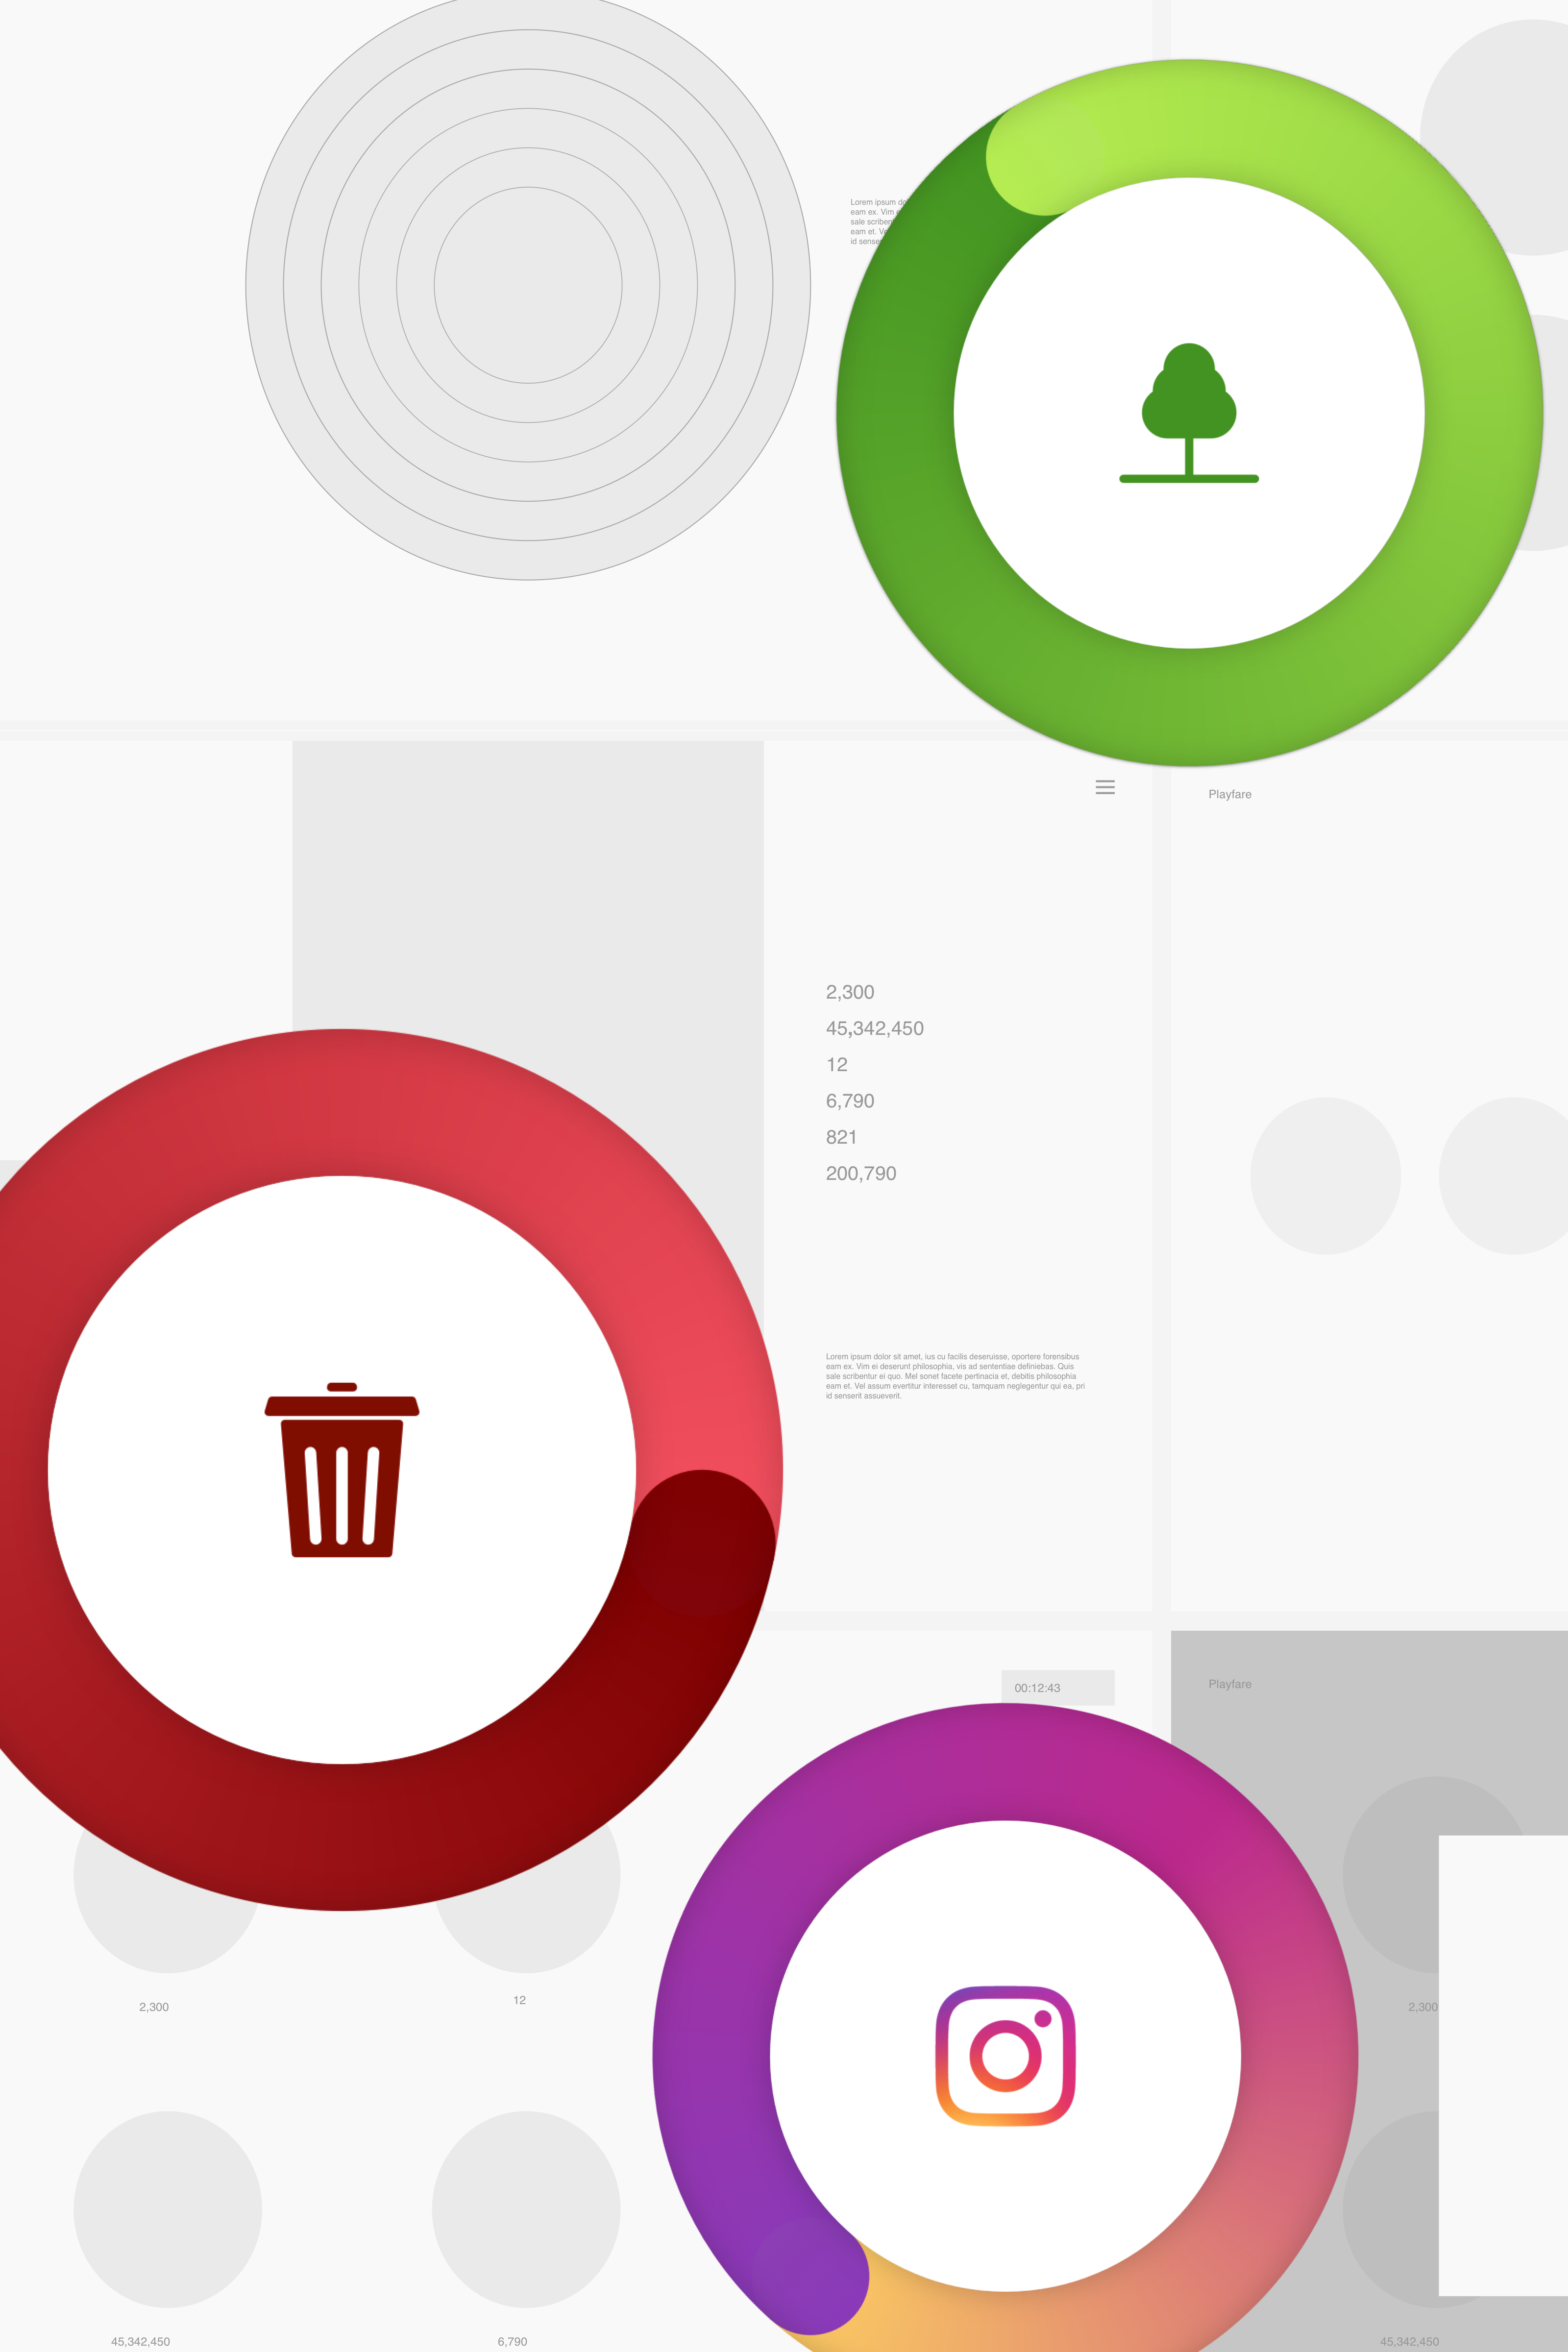 Lorem ipsum do
eam ex. Vim
sale scriben
eam et. Ve
id sense
Playfare
2,300
45,342,450
12
6,790
821
200,790
Lorem ipsum dolor sit amet, ius cu facilis deseruisse, oportere forensibus
eam ex. Vim ei deserunt philosophia, vis ad sententiae definiebas. Quis
sale scribentur ei quo. Mel sonet facete pertinacia et, debitis philosophia
eam et. Vel assum evertitur interesset cu, tamquam neglegentur qui ea, pri
id senserit assueverit.
00:12:43
Playfare
2,300
12
2,300
45,342,450
6,790
45,342,450